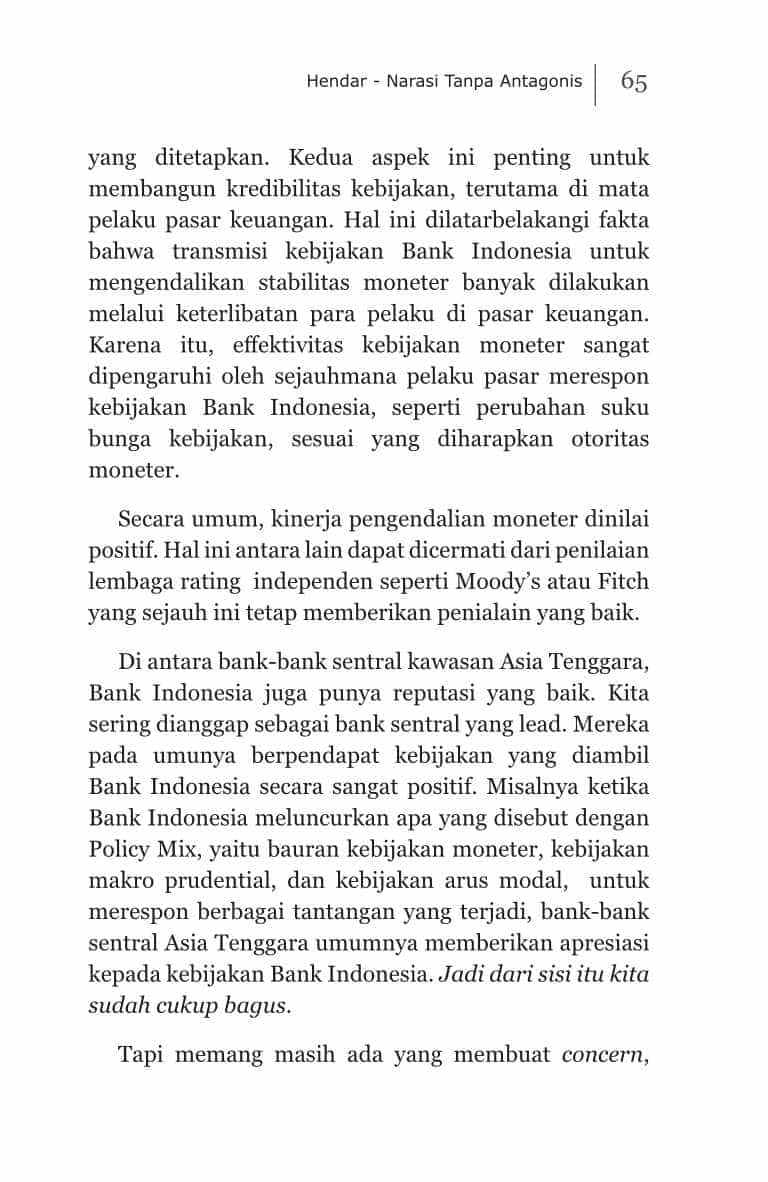 Hendar - Narasi Tanpa Antagonis 65
yang ditetapkan. Kedua aspek ini penting untuk
membangun kredibilitas kebijakan, terutama di mata
pelaku pasar keuangan. Hal ini dilatarbelakangi fakta
bahwa transmisi kebijakan Bank Indonesia untuk
mengendalikan stabilitas moneter banyak dilakukan
melalui keterlibatan para pelaku di pasar keuangan.
Karena itu, effektivitas kebijakan moneter sangat
dipengaruhi oleh sejauhmana pelaku pasar merespon
kebijakan Bank Indonesia, seperti perubahan suku
bunga kebijakan, sesuai yang diharapkan otoritas
moneter.
Secara umum, kinerja pengendalian moneter dinilai
positif. Hal ini antara lain dapat dicermati dari penilaian
lembaga rating  independen seperti Moody’s atau Fitch
yang sejauh ini tetap memberikan penialain yang baik.
Di antara bank-bank sentral kawasan Asia Tenggara,
Bank Indonesia juga punya reputasi yang baik. Kita
sering dianggap sebagai bank sentral yang lead. Mereka
pada umunya berpendapat kebijakan yang diambil
Bank Indonesia secara sangat positif. Misalnya ketika
Bank Indonesia meluncurkan apa yang disebut dengan
Policy Mix, yaitu bauran kebijakan moneter, kebijakan
makro prudential, dan kebijakan arus modal,  untuk
merespon berbagai tantangan yang terjadi, bank-bank
sentral Asia Tenggara umumnya memberikan apresiasi
kepada kebijakan Bank Indonesia. Jadi dari sisi itu kita
sudah cukup bagus.
Tapi memang masih ada yang membuat concern,